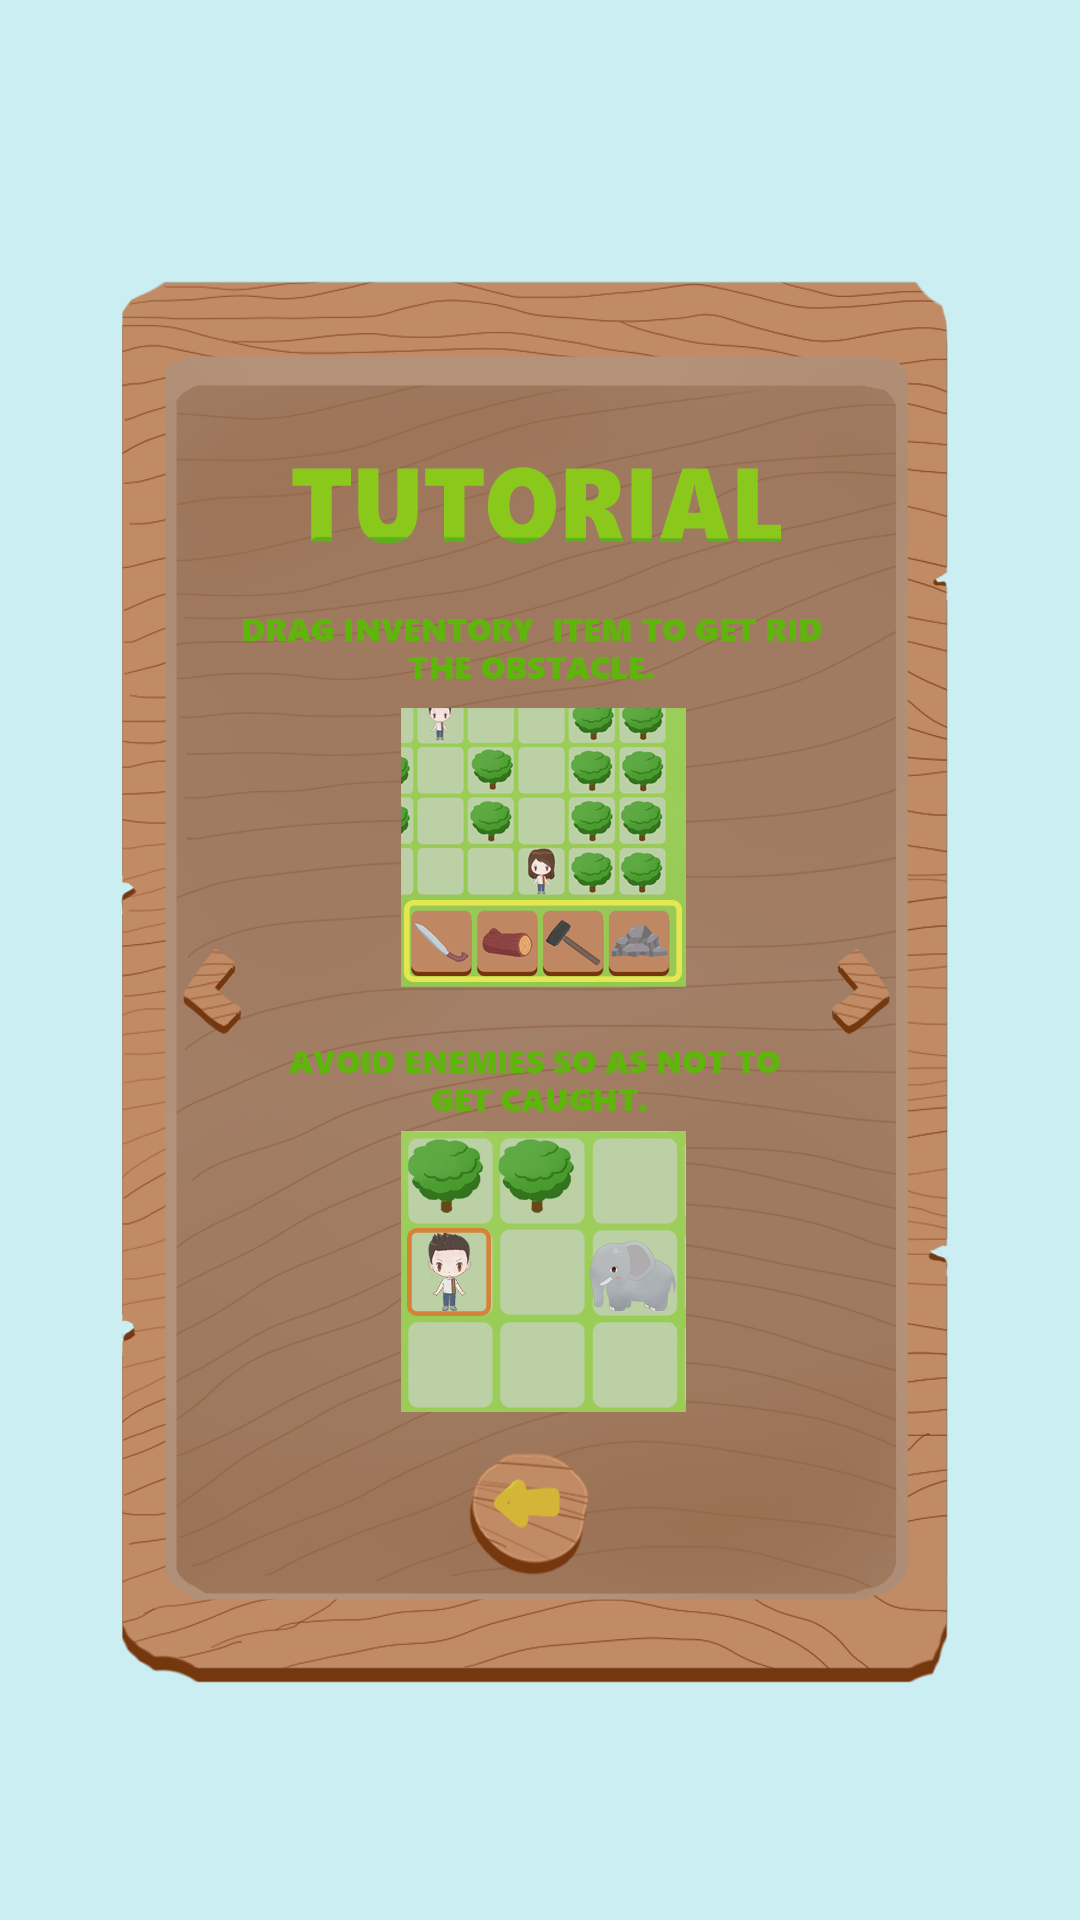 TUTORIAL
DRAG INVENTORY ITEM TO GET RID
THE OBSTACLE.
AVOID ENEMIES SO AS NOT TO
GET CAUGHT.